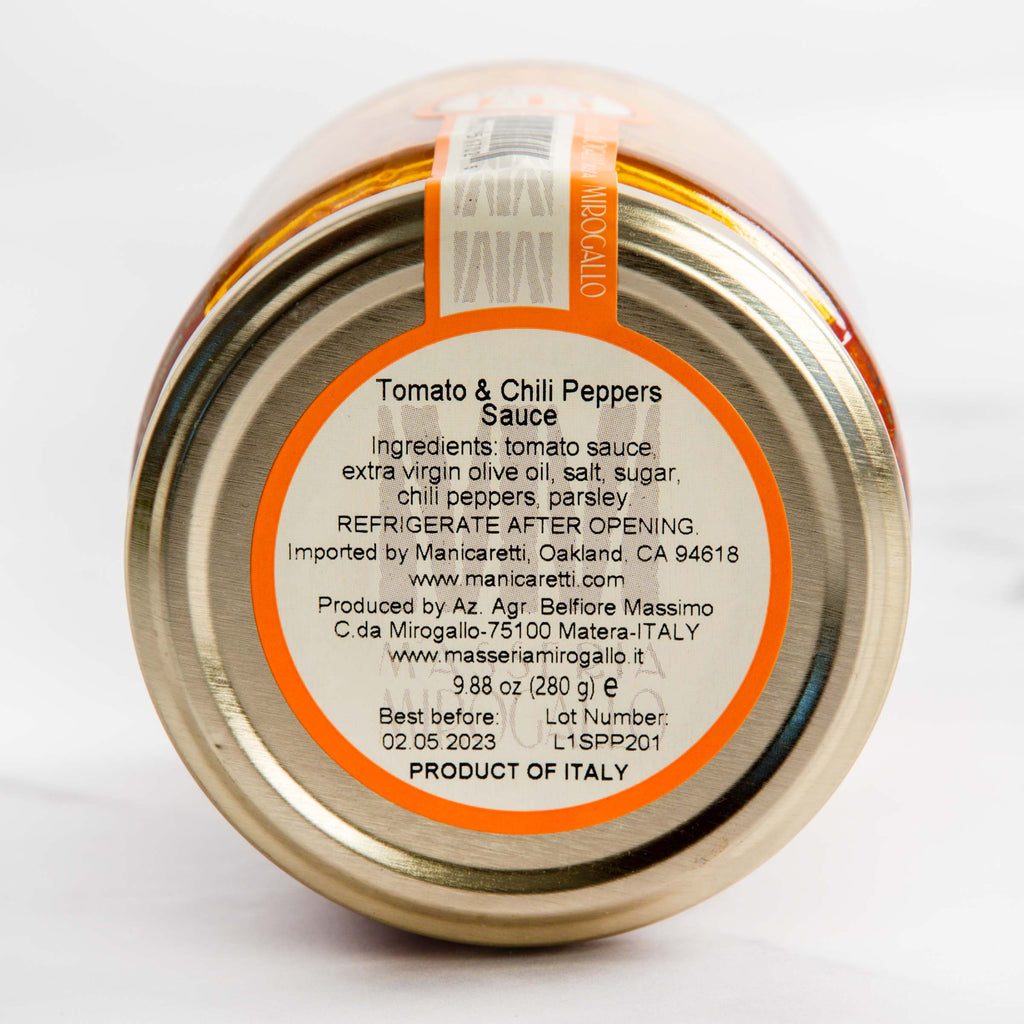 MIROGALLO
Tomato & Chili Peppers
Sauce
Ingredients: tomato sauce,
extra virgin olive oil, salt, sugar,
chili peppers, parsley.
REFRIGERATE AFTER OPENING.
Imported by Manicaretti, Oakland, CA 94618
www.manicaretti.com
Produced by Az. Agr. Belfiore Massimo
C.da Mirogallo-75100 Matera-ITALY
www.masseriamirogallo.it
MASSERIA
9.88 oz (280 g) e
MIROGALLO
Best before: Lot Number:
02.05.2023 L1SPP201
PRODUCT OF ITALY